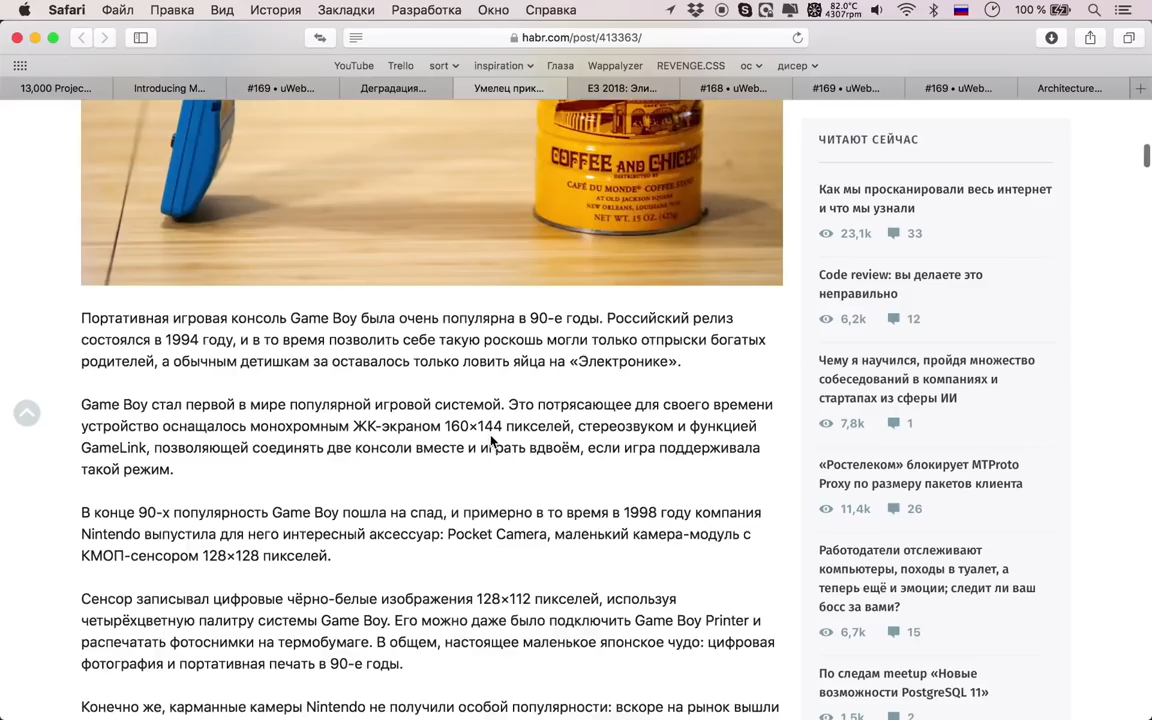 Safari Файл Правка Вид История Закладки Разработка Окно Справка 82.0°C 4307rpm 100 %
habr.com/post/413363/
YouTube Trello sort inspiration Глаза Wappalyzer REVENGE.CSS ос дисер
13,000 Projec... Introducing M... #169 • uWeb... Деградация... Умелец прик... E3 2018: Эли... #168 • uWeb... #169 • uWeb... #169 • uWeb... Architecture...
COFFEE AND CHICORY
DISTRIBUTED BY
CAFÉ DU MONDE® COFFEE STAND
AT OLD JACKSON SQUARE
NEW ORLEANS, LOUISIANA
NET WT. 15 OZ. (425g)
Портативная игровая консоль Game Boy была очень популярна в 90-е годы. Российский релиз
состоялся в 1994 году, и в то время позволить себе такую роскошь могли только отпрыски богатых
родителей, а обычным детишкам за оставалось только ловить яйца на «Электронике».
Game Boy стал первой в мире популярной игровой системой. Это потрясающее для своего времени
устройство оснащалось монохромным ЖК-экраном 160×144 пикселей, стереозвуком и функцией
GameLink, позволяющей соединять две консоли вместе и играть вдвоём, если игра поддерживала
такой режим.
В конце 90-х популярность Game Boy пошла на спад, и примерно в то время в 1998 году компания
Nintendo выпустила для него интересный аксессуар: Pocket Camera, маленький камера-модуль с
КМОП-сенсором 128×128 пикселей.
Сенсор записывал цифровые чёрно-белые изображения 128×112 пикселей, используя
четырёхцветную палитру системы Game Boy. Его можно даже было подключить Game Boy Printer и
распечатать фотоснимки на термобумаге. В общем, настоящее маленькое японское чудо: цифровая
фотография и портативная печать в 90-е годы.
Конечно же, карманные камеры Nintendo не получили особой популярности: вскоре на рынок вышли
ЧИТАЮТ СЕЙЧАС
Как мы просканировали весь интернет
и что мы узнали
23,1k 33
Code review: вы делаете это
неправильно
6,2k 12
Чему я научился, пройдя множество
собеседований в компаниях и
стартапах из сферы ИИ
7,8k 1
«Ростелеком» блокирует MTProto
Proxy по размеру пакетов клиента
11,4k 26
Работодатели отслеживают
компьютеры, походы в туалет, а
теперь ещё и эмоции; следит ли ваш
босс за вами?
6,7k 15
По следам meetup «Новые
возможности PostgreSQL 11»
1,5k 2